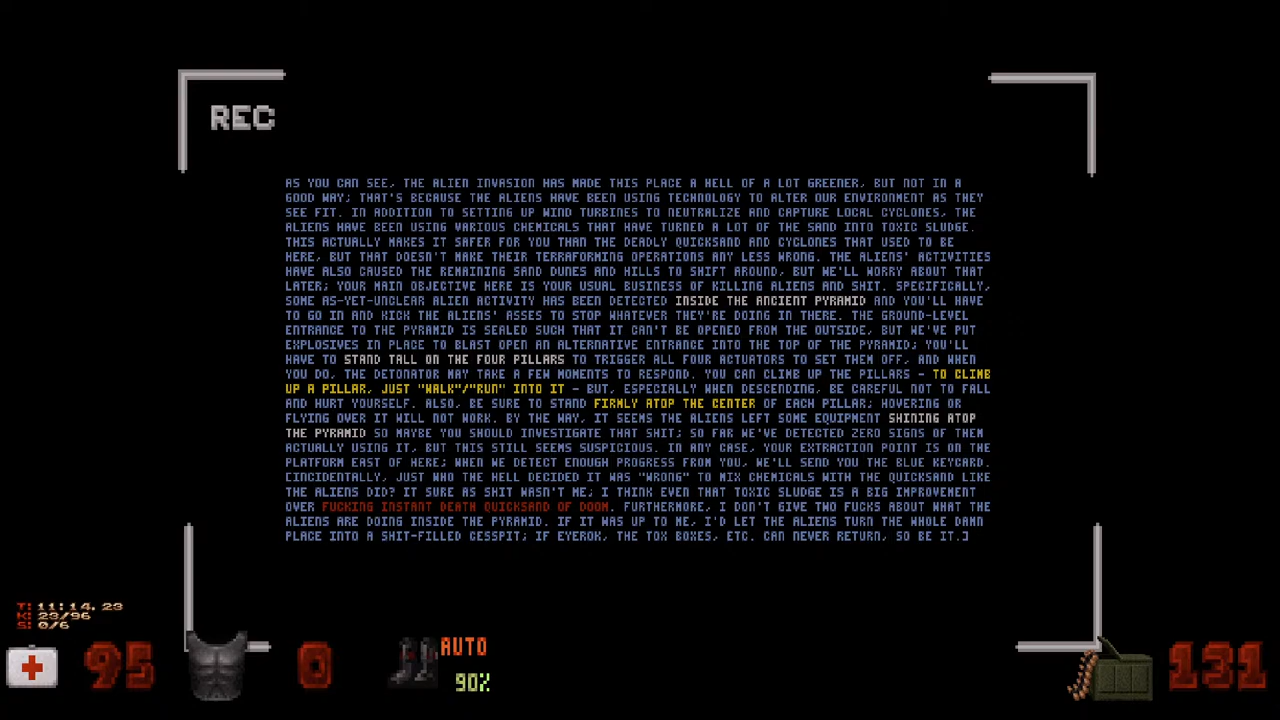 REC
AS YOU CAN SEE, THE ALIEN INVASION HAS MADE THIS PLACE A HELL OF A LOT GREENER, BUT NOT IN A
GOOD WAY; THAT'S BECAUSE THE ALIENS HAVE BEEN USING TECHNOLOGY TO ALTER OUR ENVIRONMENT AS THEY
SEE FIT. IN ADDITION TO SETTING UP WIND TURBINES TO NEUTRALIZE AND CAPTURE LOCAL CYCLONES, THE
ALIENS HAVE BEEN USING VARIOUS CHEMICALS THAT HAVE TURNED A LOT OF THE SAND INTO TOXIC SLUDGE.
THIS ACTUALLY MAKES IT SAFER FOR YOU THAN THE DEADLY QUICKSAND AND CYCLONES THAT USED TO BE
HERE, BUT THAT DOESN'T MAKE THEIR TERRAFORMING OPERATIONS ANY LESS WRONG. THE ALIENS' ACTIVITIES
HAVE ALSO CAUSED THE REMAINING SAND DUNES AND HILLS TO SHIFT AROUND, BUT WE'LL WORRY ABOUT THAT
LATER; YOUR MAIN OBJECTIVE HERE IS YOUR USUAL BUSINESS OF KILLING ALIENS AND SHIT. SPECIFICALLY,
SOME AS-YET-UNCLEAR ALIEN ACTIVITY HAS BEEN DETECTED INSIDE THE ANCIENT PYRAMID AND YOU'LL HAVE
TO GO IN AND KICK THE ALIENS' ASSES TO STOP WHATEVER THEY'RE DOING IN THERE. THE GROUND-LEVEL
ENTRANCE TO THE PYRAMID IS SEALED SUCH THAT IT CAN'T BE OPENED FROM THE OUTSIDE, BUT WE'VE PUT
EXPLOSIVES IN PLACE TO BLAST OPEN AN ALTERNATIVE ENTRANCE INTO THE TOP OF THE PYRAMID; YOU'LL
HAVE TO STAND TALL ON THE FOUR PILLARS TO TRIGGER ALL FOUR ACTUATORS TO SET THEM OFF, AND WHEN
YOU DO, THE DETONATOR MAY TAKE A FEW MOMENTS TO RESPOND. YOU CAN CLIMB UP THE PILLARS - TO CLIMB
UP A PILLAR, JUST "WALK"/"RUN" INTO IT - BUT, ESPECIALLY WHEN DESCENDING, BE CAREFUL NOT TO FALL
AND HURT YOURSELF. ALSO, BE SURE TO STAND FIRMLY ATOP THE CENTER OF EACH PILLAR; HOVERING OR
FLYING OVER IT WILL NOT WORK. BY THE WAY, IT SEEMS THE ALIENS LEFT SOME EQUIPMENT SHINING ATOP
THE PYRAMID SO MAYBE YOU SHOULD INVESTIGATE THAT SHIT; SO FAR WE'VE DETECTED ZERO SIGNS OF THEM
ACTUALLY USING IT, BUT THIS STILL SEEMS SUSPICIOUS. IN ANY CASE, YOUR EXTRACTION POINT IS ON THE
PLATFORM EAST OF HERE; WHEN WE DETECT ENOUGH PROGRESS FROM YOU, WE'LL SEND YOU THE BLUE KEYCARD.
[INCIDENTALLY, JUST WHO THE HELL DECIDED IT WAS "WRONG" TO MIX CHEMICALS WITH THE QUICKSAND LIKE
THE ALIENS DID? IT SURE AS SHIT WASN'T ME; I THINK EVEN THAT TOXIC SLUDGE IS A BIG IMPROVEMENT
OVER FUCKING INSTANT DEATH QUICKSAND OF DOOM. FURTHERMORE, I DON'T GIVE TWO FUCKS ABOUT WHAT THE
ALIENS ARE DOING INSIDE THE PYRAMID. IF IT WAS UP TO ME, I'D LET THE ALIENS TURN THE WHOLE DAMN
PLACE INTO A SHIT-FILLED CESSPIT; IF EYEROK, THE TOX BOXES, ETC. CAN NEVER RETURN, SO BE IT.]
T: 11:14.23
K: 23/96
S: 0/6
95
0
AUTO
90%
131